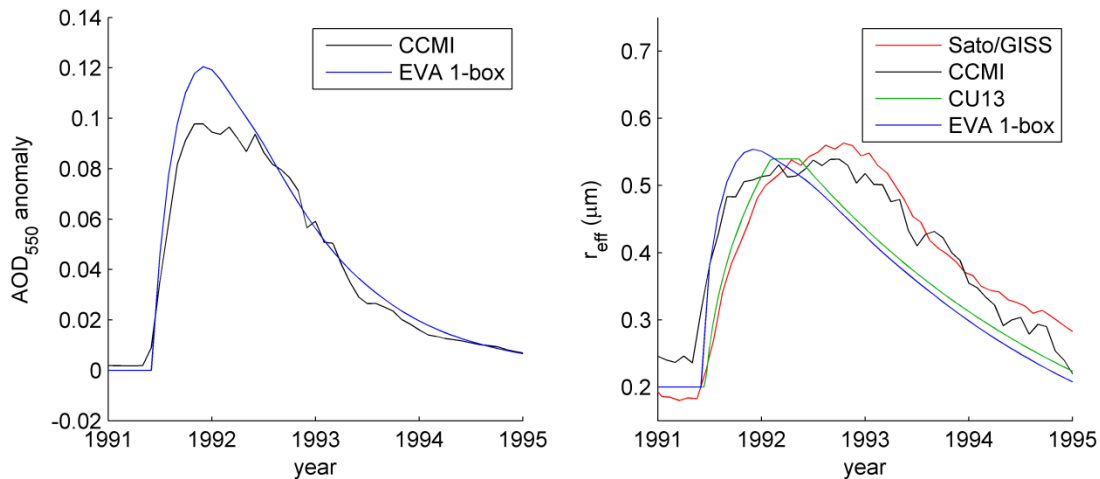 0.14
0.12
0.1
0.08
0.06
0.04
0.02
0
-0.02
AOD550 anomaly
1991 1992 1993 1994 1995
year
CCMI
EVA 1-box
0.7
0.6
0.5
0.4
0.3
0.2
reff (μm)
1991 1992 1993 1994 1995
year
Sato/GISS
CCMI
CU13
EVA 1-box